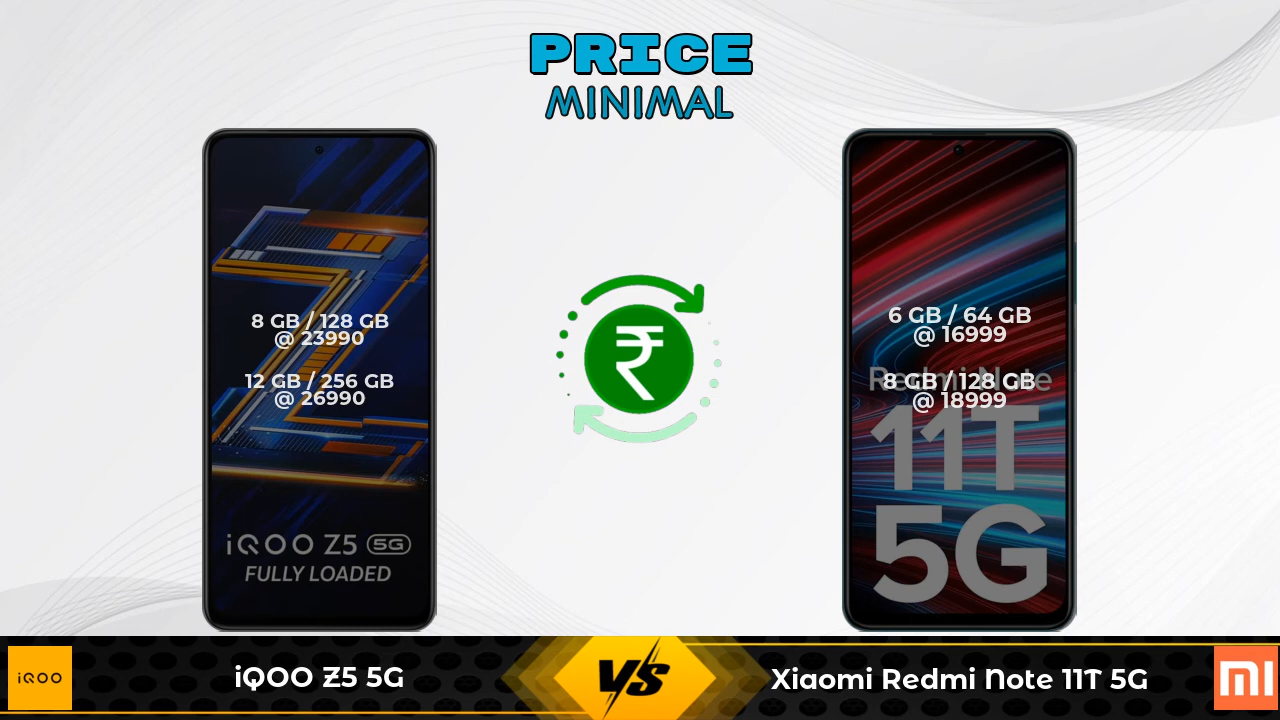 PRICE
MINIMAL
8 GB / 128 GB
@ 23990
12 GB / 256 GB
@ 26990
iQOO Z5 5G
FULLY LOADED
₹
6 GB / 64 GB
@ 16999
Redmi Note
8 GB / 128 GB
@ 18999
11T
5G
iQOO
iQOO Z5 5G
VS
Xiaomi Redmi Note 11T 5G
mi